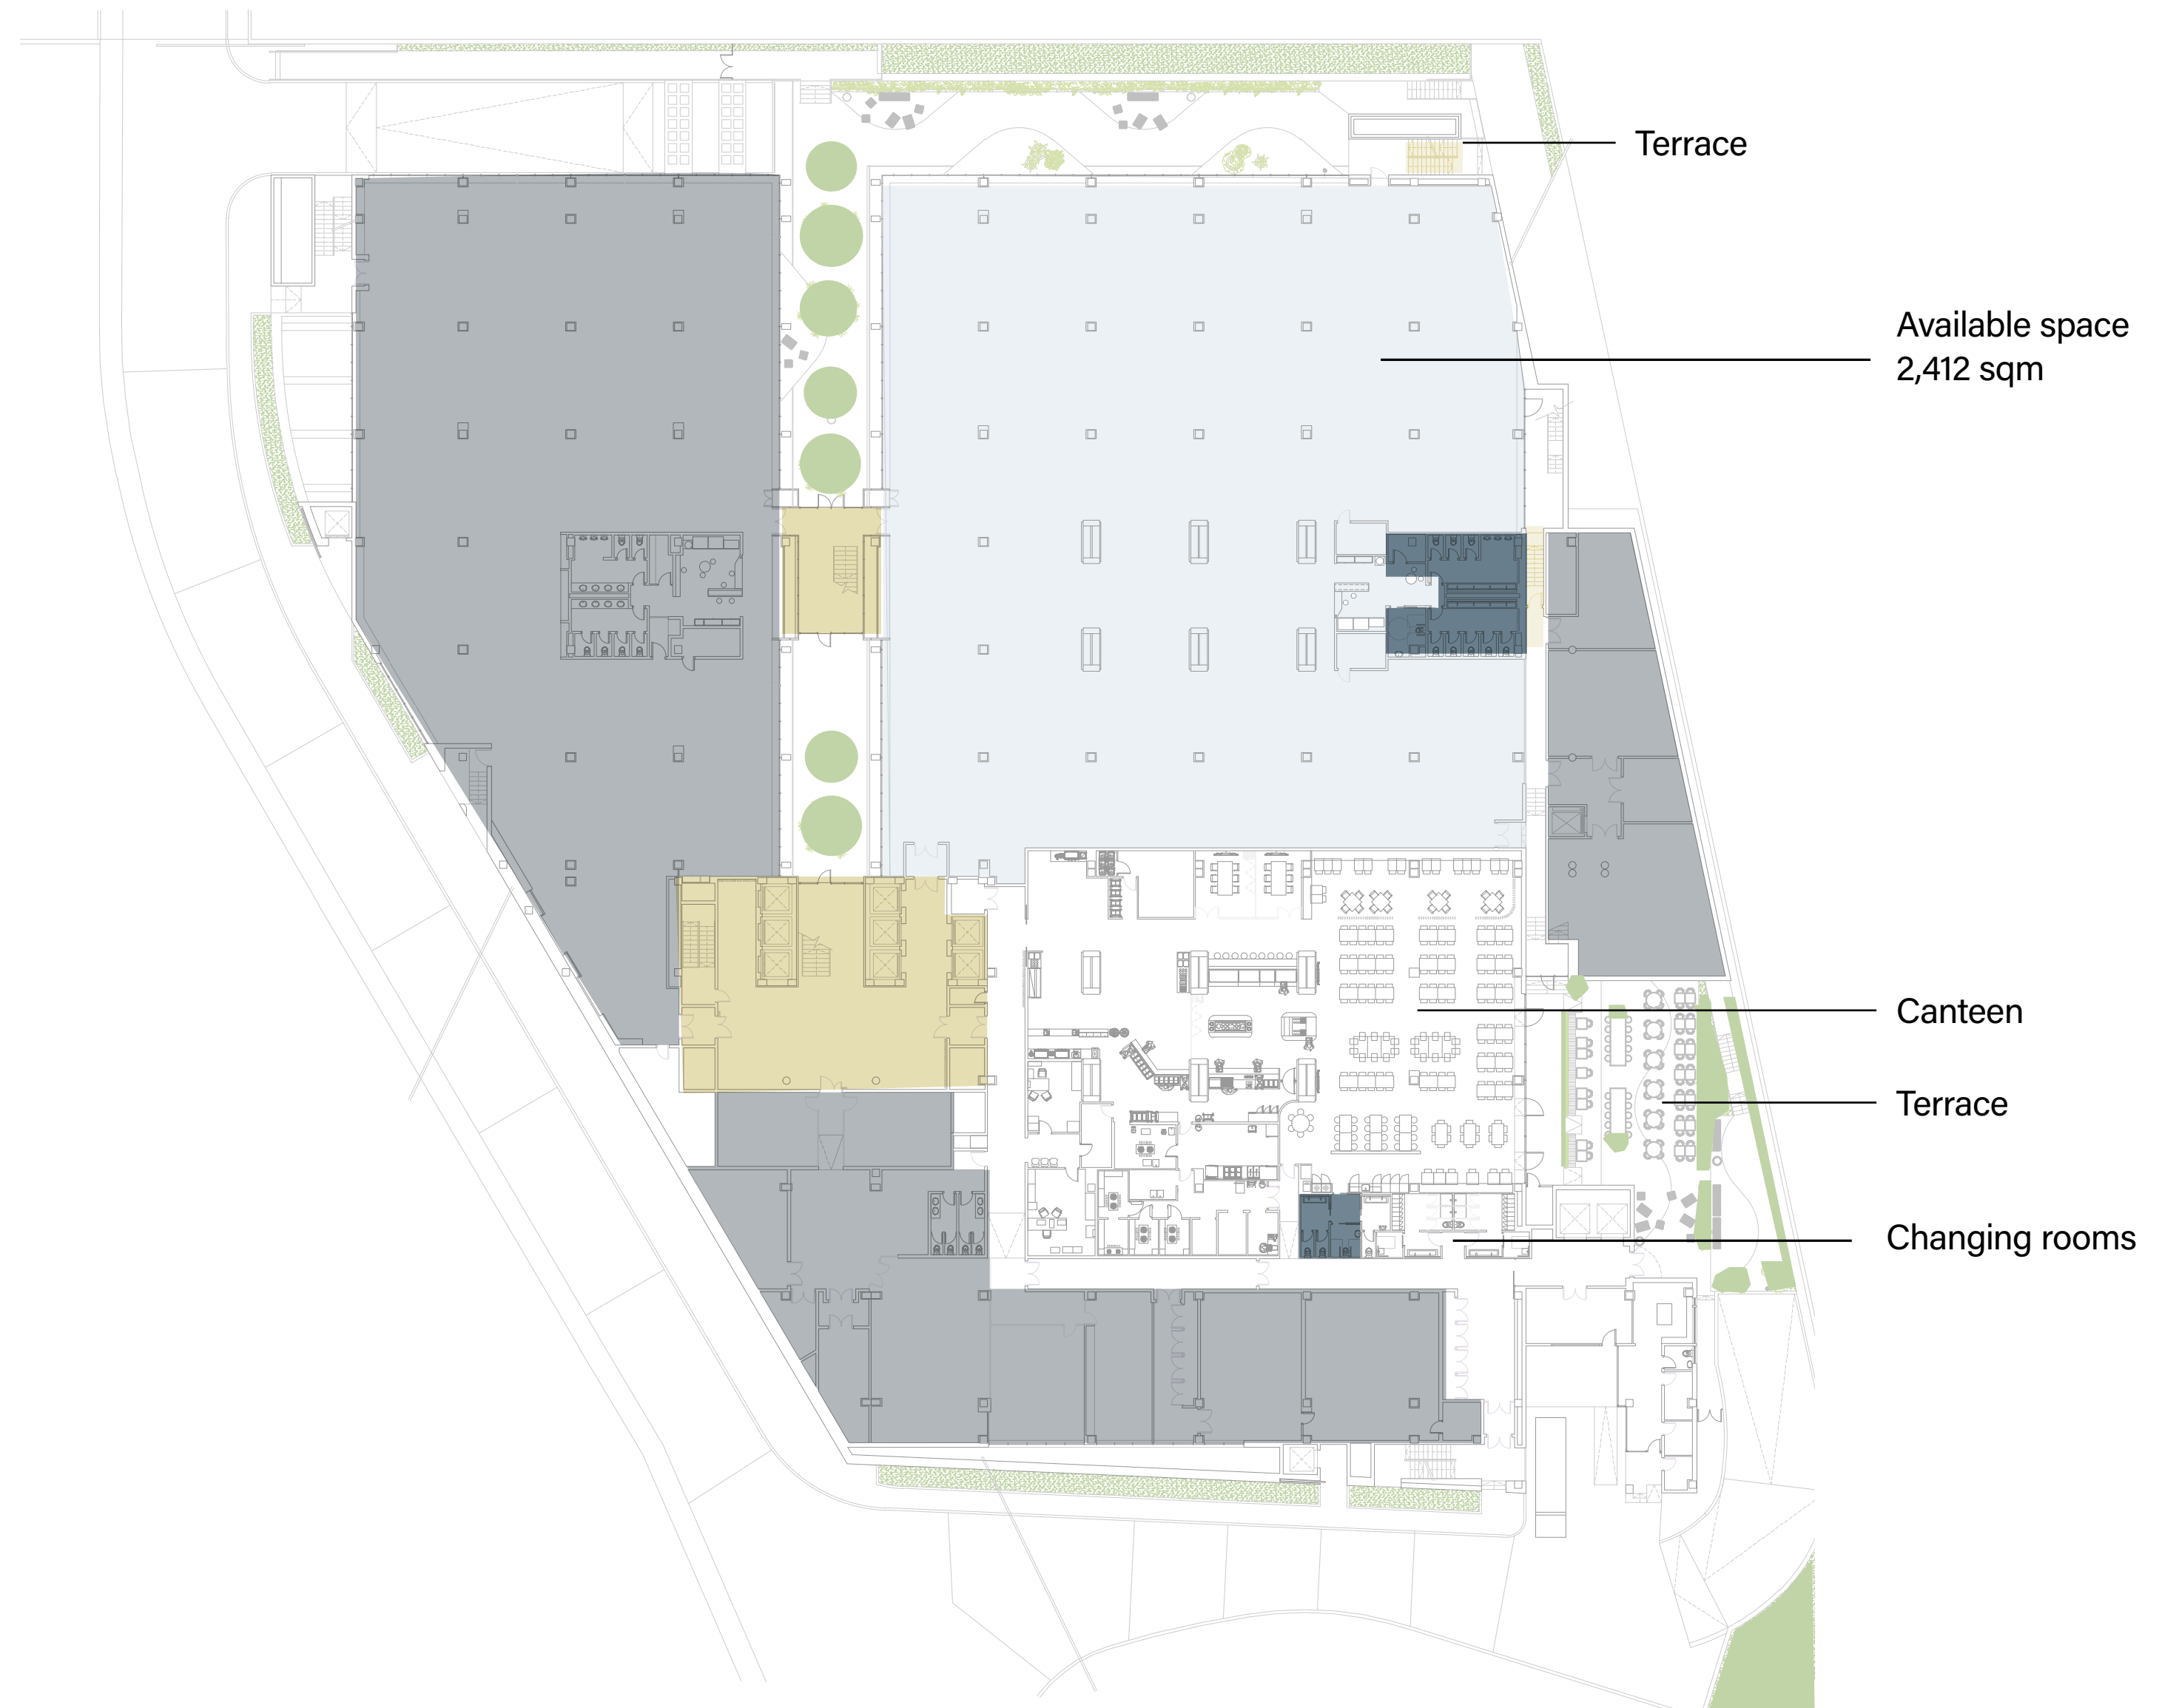 Terrace
Available space
2,412 sqm
Canteen
Terrace
Changing rooms